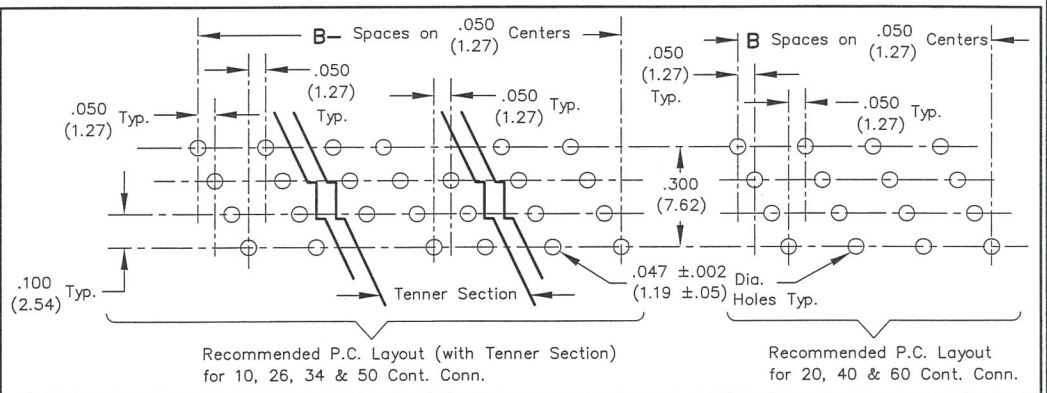 B– Spaces on .050 (1.27) Centers
.050 (1.27) Typ.
.050 (1.27) Typ.
.050 (1.27)
.100 (2.54) Typ.
Tenner Section
Recommended P.C. Layout (with Tenner Section)
for 10, 26, 34 & 50 Cont. Conn.
B Spaces on .050 (1.27) Centers
.050 (1.27) Typ.
.050 (1.27)
.300 (7.62)
.047 ±.002 (1.19 ±.05) Dia.
Holes Typ.
Recommended P.C. Layout
for 20, 40 & 60 Cont. Conn.